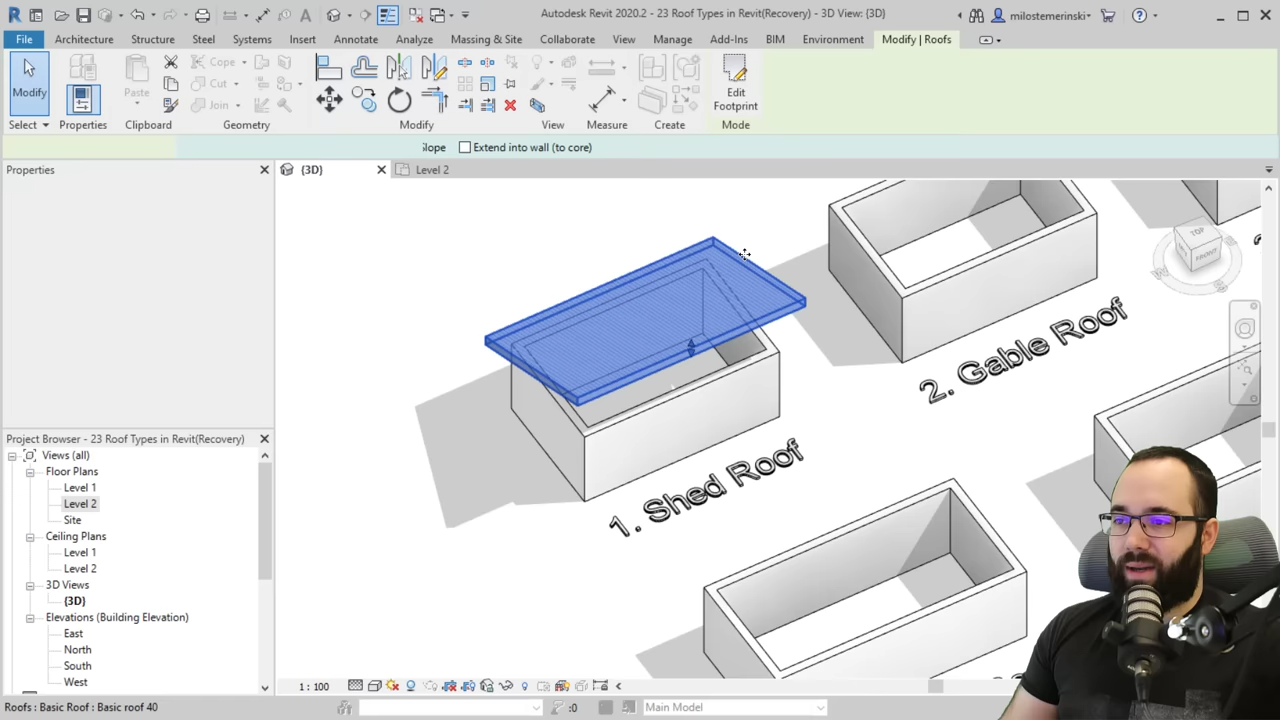 Autodesk Revit 2020.2 - 23 Roof Types in Revit(Recovery) - 3D View: {3D}
milostemerinski
File
Architecture
Structure
Steel
Systems
Insert
Annotate
Analyze
Massing & Site
Collaborate
View
Manage
Add-Ins
BIM
Environment
Modify | Roofs
Modify
Paste
Cope
Cut
Join
Edit
Footprint
Select
Properties
Clipboard
Geometry
Modify
View
Measure
Create
Mode
lope
Extend into wall (to core)
Properties
{3D}
Level 2
TOP
FRONT
2. Gable Roof
1. Shed Roof
Project Browser - 23 Roof Types in Revit(Recovery)
Views (all)
Floor Plans
Level 1
Level 2
Site
Ceiling Plans
Level 1
Level 2
3D Views
{3D}
Elevations (Building Elevation)
East
North
South
West
1 : 100
Roofs : Basic Roof : Basic roof 40
:0
Main Model